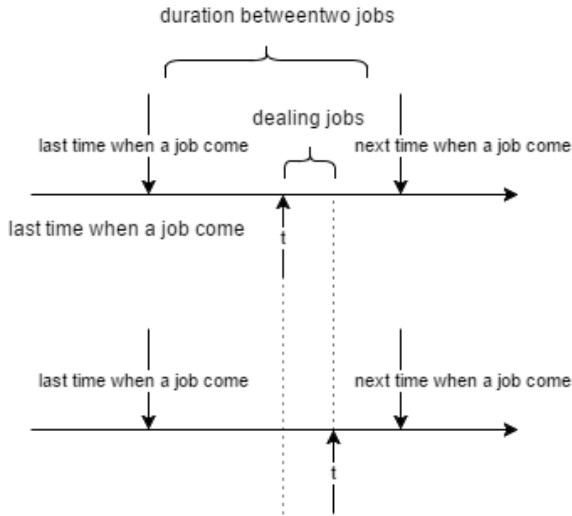 duration betweentwo jobs
dealing jobs
last time when a job come
next time when a job come
last time when a job come
t
last time when a job come
next time when a job come
t